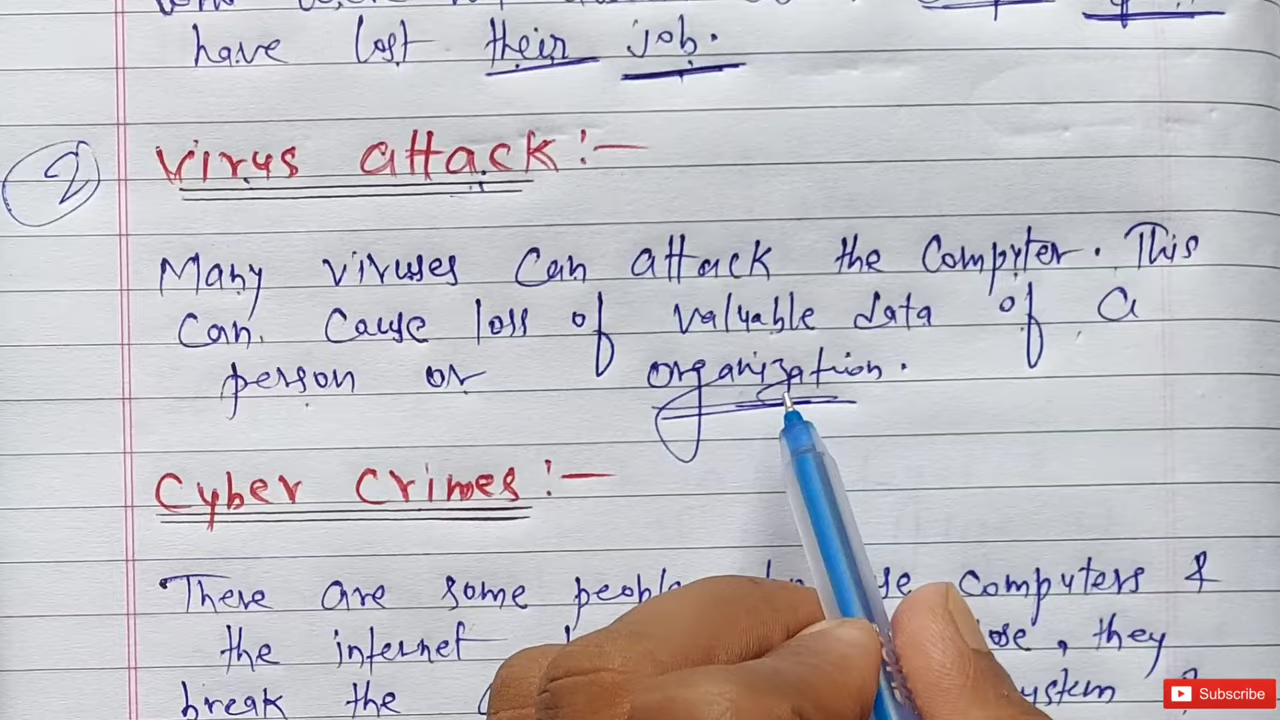 have lost their job.
2
Virus attack :-
Many viruses can attack the Computer. This
Can. Cause loss of valuable data of a
person or organization.
Cyber Crimes :-
There are some people computers &
the internet , they
break the ystem
Subscribe